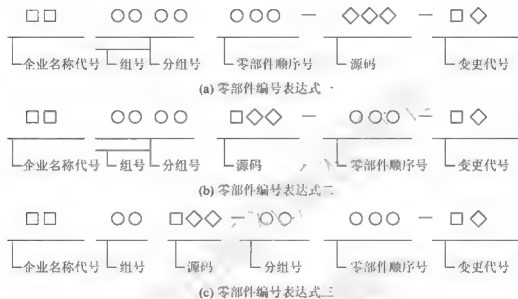 □□ ○○ ○○ ○○○ — ◇◇◇ — □◇
企业名称代号 组号 分组号 零部件顺序号 源码 变更代号
(a) 零部件编号表达式一
□□ ○○ ○○ □◇◇ — ○○○ — □◇
企业名称代号 组号 分组号 源码 零部件顺序号 变更代号
(b) 零部件编号表达式二
□□ ○○ □◇◇ — ○○ ○○○ — □◇
企业名称代号 组号 源码 分组号 零部件顺序号 变更代号
(c) 零部件编号表达式三